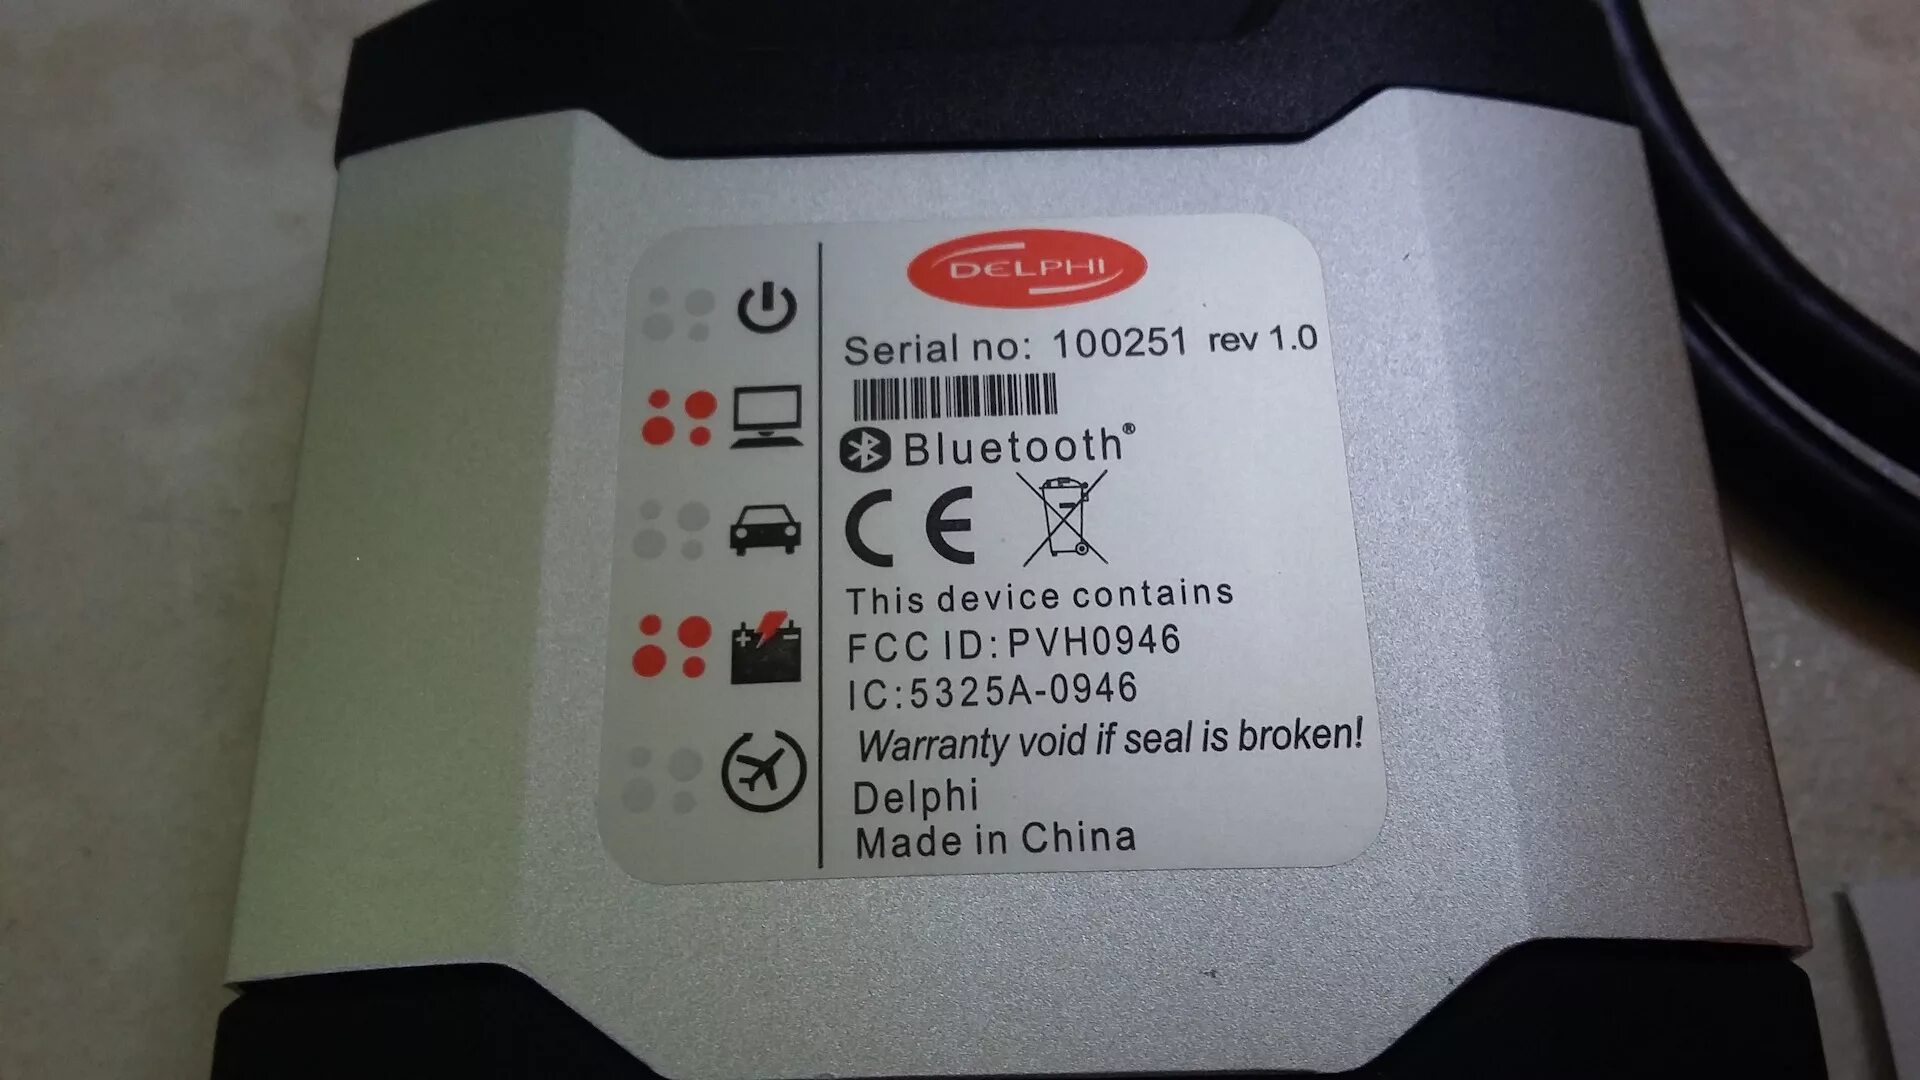 DELPHI
Serial no: 100251 rev 1.0
Bluetooth®
CE
This device contains
FCC ID: PVH0946
IC:5325A-0946
Warranty void if seal is broken!
Delphi
Made in China